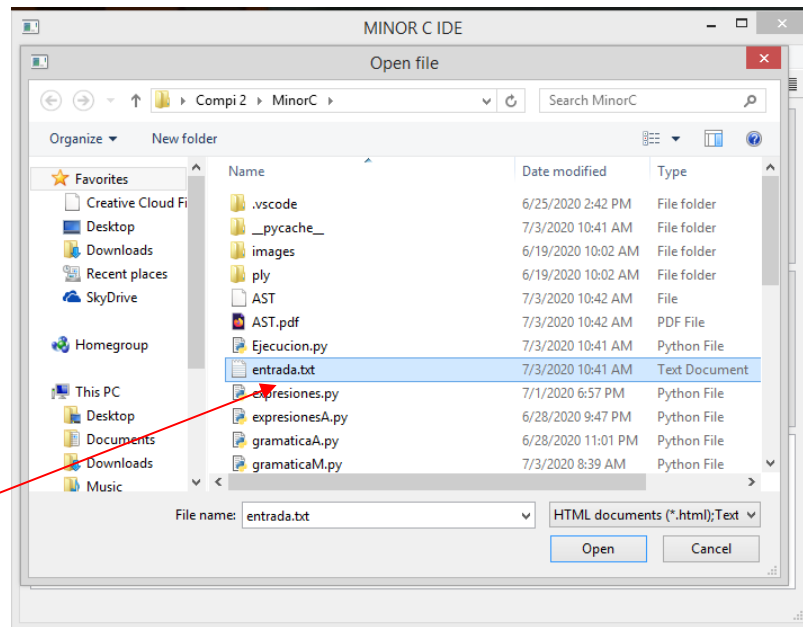 MINOR C IDE
Open file
Compi 2 MinorC
Search MinorC
Organize New folder
Name Date modified Type
Favorites
Creative Cloud Fi
Desktop
Downloads
Recent places
SkyDrive
Homegroup
This PC
Desktop
Documents
Downloads
Music
.vscode 6/25/2020 2:42 PM File folder
__pycache__ 7/3/2020 10:41 AM File folder
images 6/19/2020 10:02 AM File folder
ply 6/19/2020 10:02 AM File folder
AST 7/3/2020 10:42 AM File
AST.pdf 7/3/2020 10:42 AM PDF File
Ejecucion.py 7/3/2020 10:41 AM Python File
entrada.txt 7/3/2020 10:41 AM Text Document
expresiones.py 7/1/2020 6:57 PM Python File
expresionesA.py 6/28/2020 9:47 PM Python File
gramaticaA.py 6/28/2020 11:01 PM Python File
gramaticaM.py 7/3/2020 8:39 AM Python File
File name: entrada.txt HTML documents (*.html);Text
Open Cancel